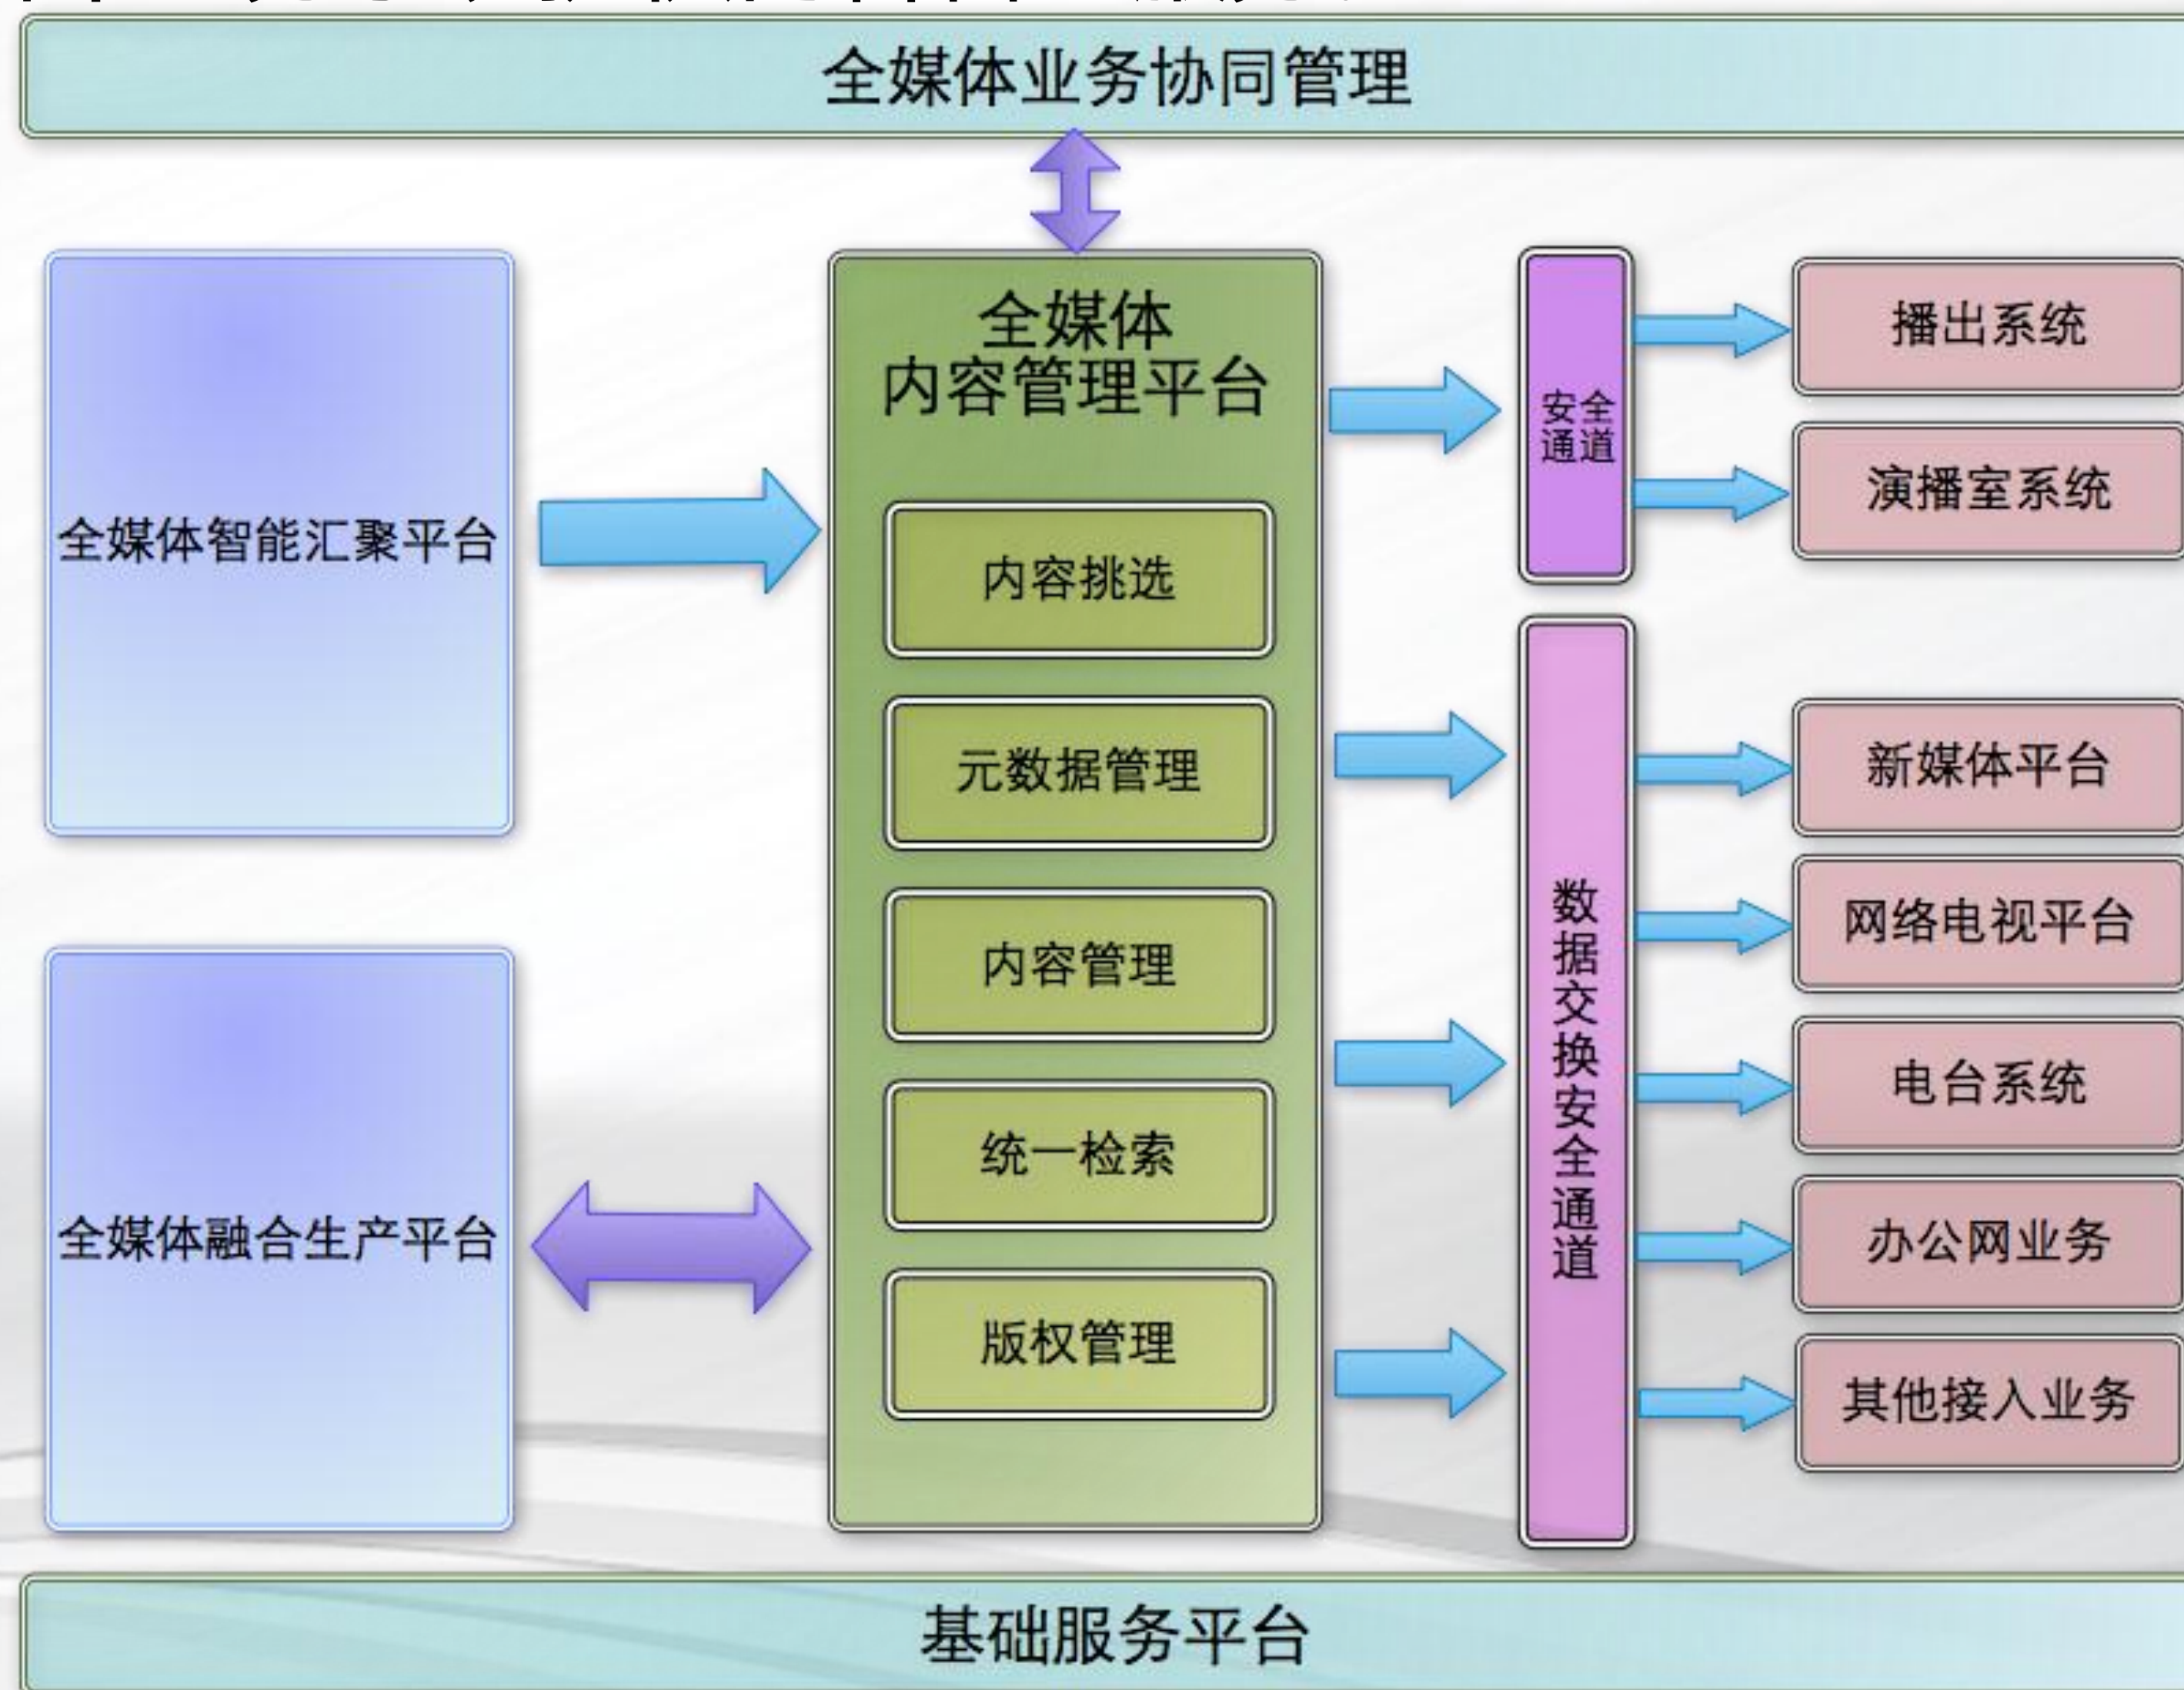 全媒体业务协同管理
全媒体智能汇聚平台
全媒体融合生产平台
全媒体
内容管理平台
内容挑选
元数据管理
内容管理
统一检索
版权管理
安全
通道
数据交换安全通道
播出系统
演播室系统
新媒体平台
网络电视平台
电台系统
办公网业务
其他接入业务
基础服务平台